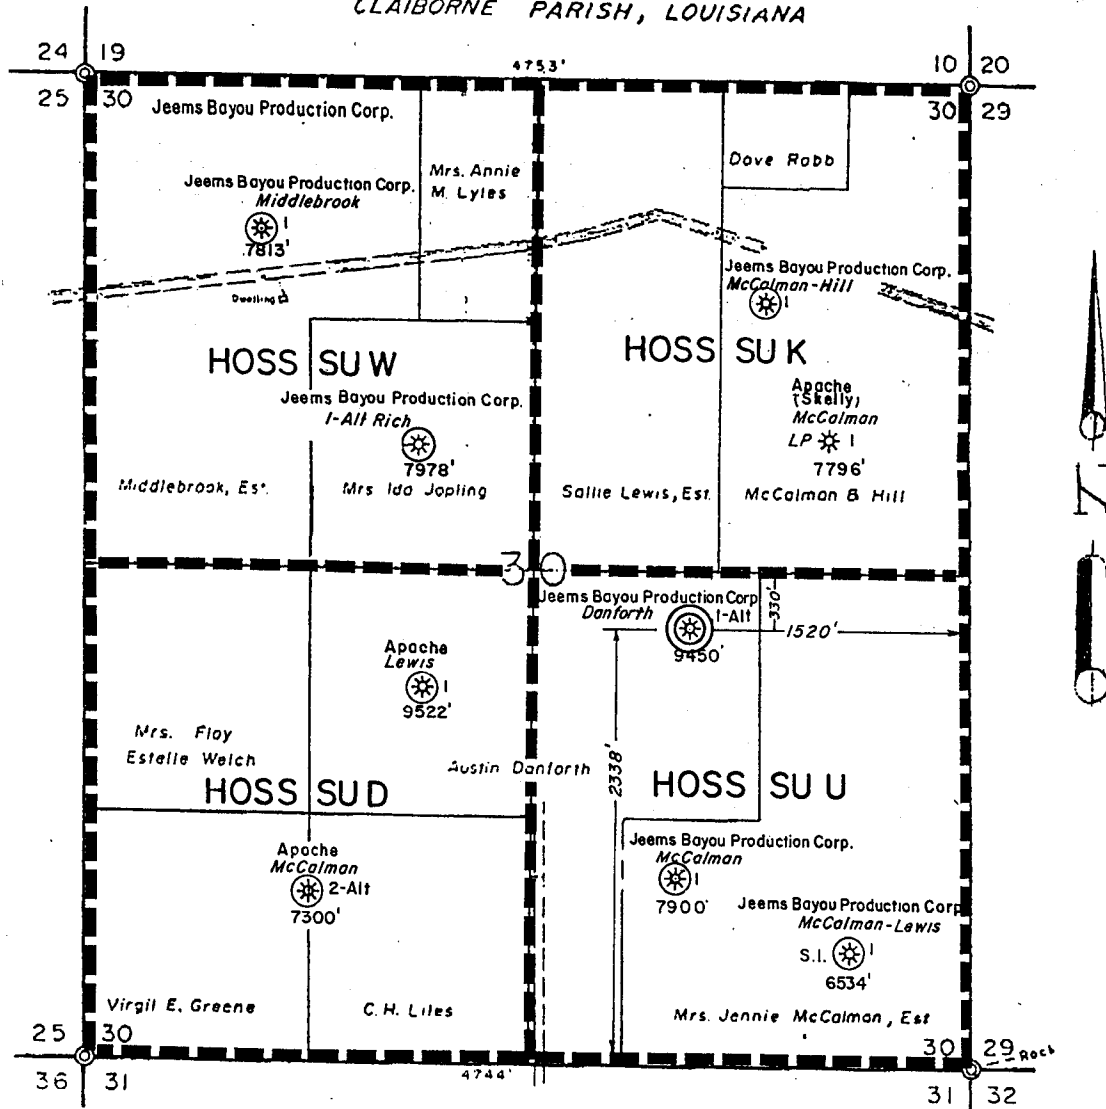 CLAIBORNE PARISH, LOUISIANA
24 19
4753'
10 20
25 30
30 29
Jeems Bayou Production Corp.
Mrs. Annie
M. Lyles
Dave Robb
Jeems Bayou Production Corp.
Middlebrook
1
7813'
Dwelling
Jeems Bayou Production Corp.
McCalman-Hill
1
HOSS SU W
HOSS SU K
Jeems Bayou Production Corp.
1-Alt Rich
7978'
Apache
(Skelly)
McCalman
LP 1
7796'
Middlebrook, Est.
Mrs Ida Jopling
Sallie Lewis, Est.
McCalman B Hill
30
Jeems Bayou Production Corp
Danforth
1-Alt
330'
1520'
9450'
Apache
Lewis
1
9522'
2338'
Mrs. Floy
Estelle Welch
Austin Danforth
HOSS SU D
HOSS SU U
Apache
McCalman
2-Alt
7300'
Jeems Bayou Production Corp.
McCalman
1
7900'
Jeems Bayou Production Corp
McCalman-Lewis
S.I. 1
6534'
Virgil E. Greene
C. H. Liles
Mrs. Jennie McCalman, Est
25 30
30 29
Rock
36 31
4744'
31 32